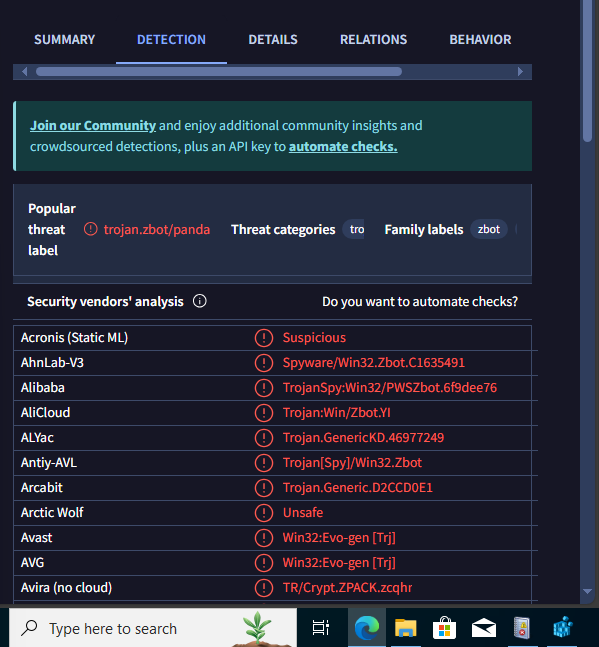 SUMMARY DETECTION DETAILS RELATIONS BEHAVIOR
Join our Community and enjoy additional community insights and
crowdsourced detections, plus an API key to automate checks.
Popular
threat
label
trojan.zbot/panda
Threat categories tro
Family labels zbot
Security vendors' analysis Do you want to automate checks?
Acronis (Static ML) Suspicious
AhnLab-V3 Spyware/Win32.Zbot.C1635491
Alibaba TrojanSpy:Win32/PWSZbot.6f9dee76
AliCloud Trojan:Win/Zbot.YI
ALYac Trojan.GenericKD.46977249
Antiy-AVL Trojan[Spy]/Win32.Zbot
Arcabit Trojan.Generic.D2CCD0E1
Arctic Wolf Unsafe
Avast Win32:Evo-gen [Trj]
AVG Win32:Evo-gen [Trj]
Avira (no cloud) TR/Crypt.ZPACK.zcqhr
Type here to search